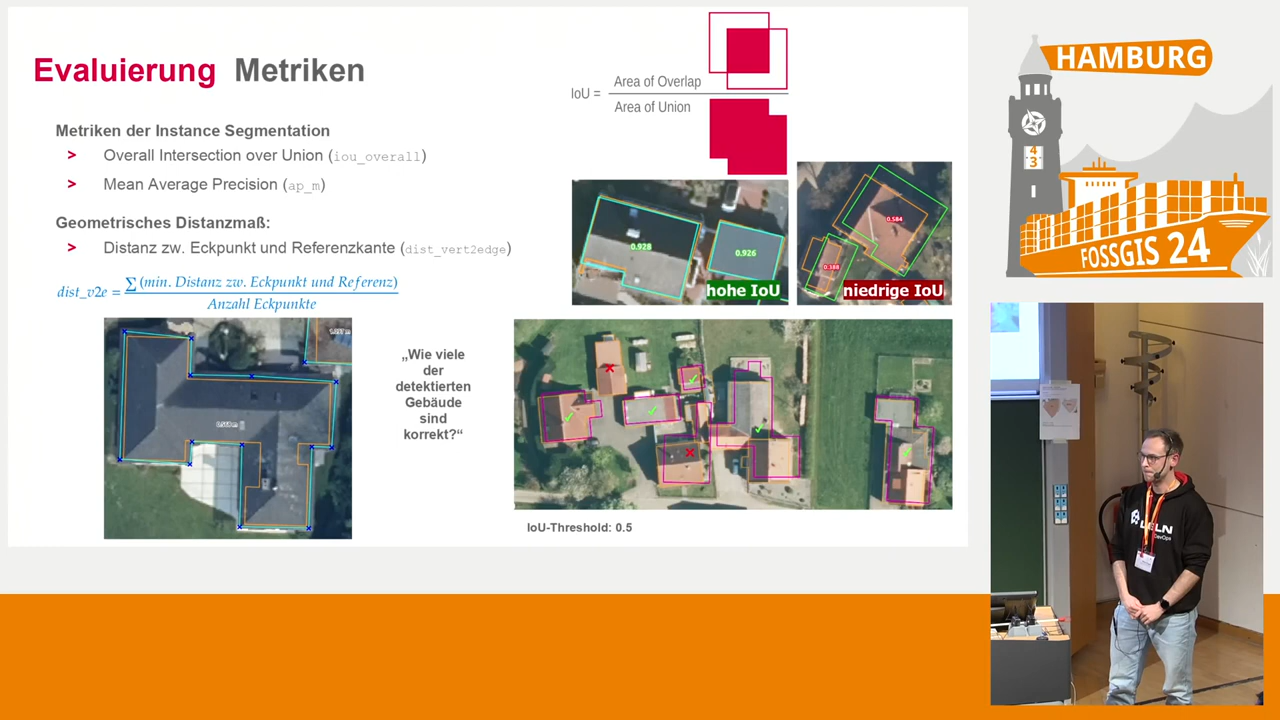 Evaluierung Metriken
Metriken der Instance Segmentation
> Overall Intersection over Union (iou_overall)
> Mean Average Precision (ap_m)
Geometrisches Distanzmaß:
> Distanz zw. Eckpunkt und Referenzkante (dist_vert2edge)
dist_v2e = ∑(min. Distanz zw. Eckpunkt und Referenz)
Anzahl Eckpunkte
„Wie viele
der
detektierten
Gebäude
sind
korrekt?“
IoU =
Area of Overlap
Area of Union
0.928
0.926
hohe IoU
0.584
0.388
niedrige IoU
IoU-Threshold: 0.5
HAMBURG
4
3
FOSSGIS 24
DevOps